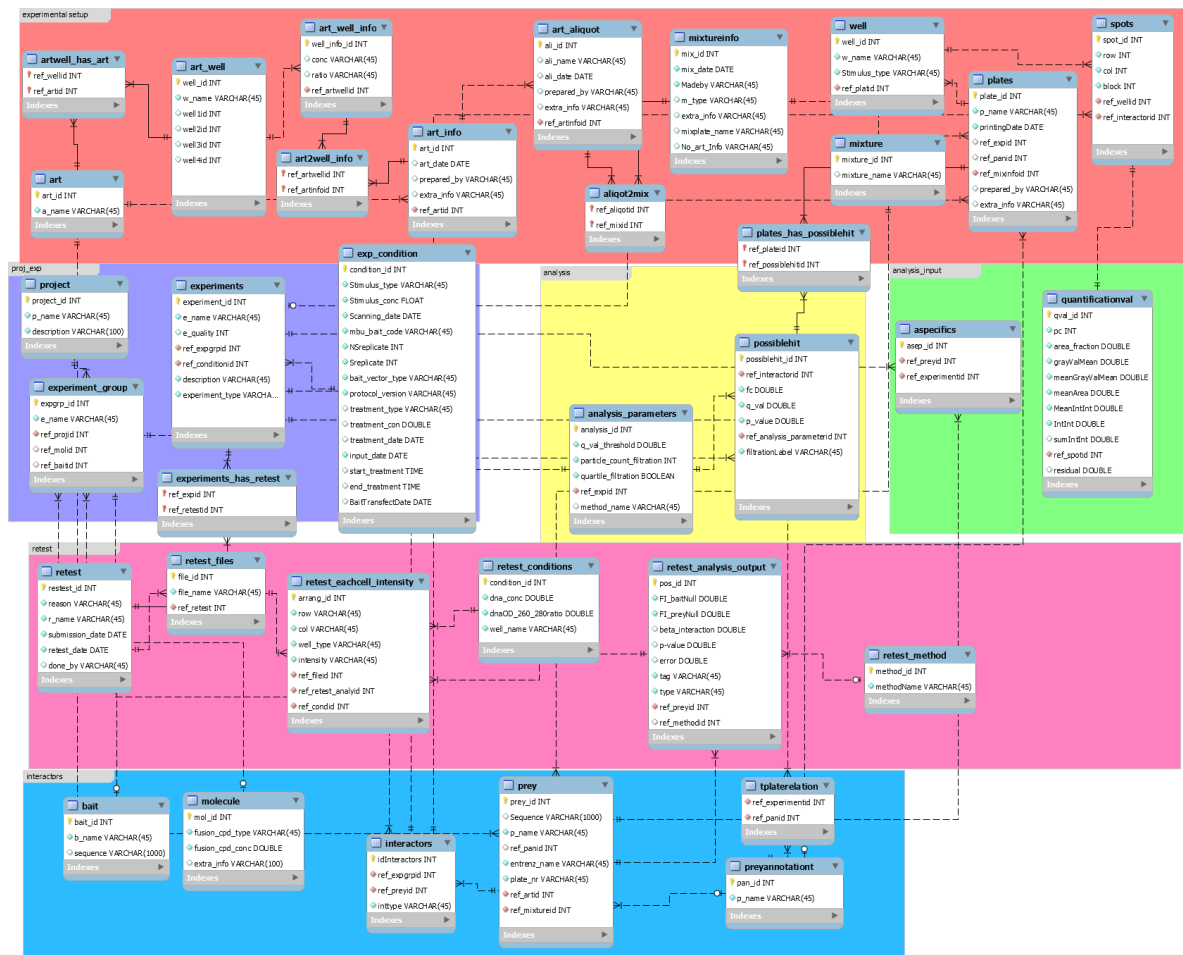 experimental setup
artwell_has_art
ref_wellid INT
ref_artid INT
Indexes
art_well
well_id INT
w_name VARCHAR(45)
well1id INT
well2id INT
well3id INT
well4id INT
Indexes
art_well_info
well_info_id INT
conc VARCHAR(45)
ratio VARCHAR(45)
ref_artwellid INT
Indexes
art2well_info
ref_artwellid INT
ref_artinfoid INT
Indexes
art_info
art_id INT
art_date DATE
prepared_by VARCHAR(45)
extra_info VARCHAR(45)
ref_artid INT
Indexes
art_aliquot
ali_id INT
ali_name VARCHAR(45)
ali_date DATE
prepared_by VARCHAR(45)
extra_info VARCHAR(45)
ref_artinfoid INT
Indexes
mixtureinfo
mix_id INT
mix_date DATE
Madeby VARCHAR(45)
m_type VARCHAR(45)
extra_info VARCHAR(45)
mixplate_name VARCHAR(45)
No_art_Info VARCHAR(45)
Indexes
well
well_id INT
w_name VARCHAR(45)
Stimulus_type VARCHAR(45)
ref_platid INT
Indexes
mixture
mixture_id INT
mixture_name VARCHAR(45)
Indexes
plates
plate_id INT
p_name VARCHAR(45)
printingDate DATE
ref_expid INT
ref_panid INT
ref_mixinfoid INT
prepared_by VARCHAR(45)
extra_info VARCHAR(45)
Indexes
spots
spot_id INT
row INT
col INT
block INT
ref_wellid INT
ref_interactorid INT
Indexes
art
art_id INT
a_name VARCHAR(45)
Indexes
aliqot2mix
ref_aliqotid INT
ref_mixid INT
Indexes
plates_has_possiblehit
ref_plateid INT
ref_possiblehitid INT
Indexes
proj_exp
project
project_id INT
p_name VARCHAR(45)
description VARCHAR(100)
Indexes
experiments
experiment_id INT
e_name VARCHAR(45)
e_quality INT
ref_expgrpid INT
ref_conditionid INT
description VARCHAR(45)
experiment_type VARCHA...
Indexes
exp_condition
condition_id INT
Stimulus_type VARCHAR(45)
Stimulus_conc FLOAT
Scanning_date DATE
mbu_bait_code VARCHAR(45)
NSreplicate INT
Sreplicate INT
bait_vector_type VARCHAR(45)
protocol_version VARCHAR(45)
treatment_type VARCHAR(45)
treatment_con DOUBLE
treatment_date DATE
input_date DATE
start_treatment TIME
end_treatment TIME
BaitTransfectDate DATE
Indexes
experiment_group
expgrp_id INT
e_name VARCHAR(45)
ref_projid INT
ref_molid INT
ref_baitid INT
Indexes
experiments_has_retest
ref_expid INT
ref_retestid INT
Indexes
analysis
analysis_parameters
analysis_id INT
q_val_threshold DOUBLE
particle_count_filtration INT
quartile_filtration BOOLEAN
ref_expid INT
method_name VARCHAR(45)
Indexes
possiblehit
possiblehit_id INT
ref_interactorid INT
fc DOUBLE
q_val DOUBLE
p_value DOUBLE
ref_analysis_parameterid INT
filtrationLabel VARCHAR(45)
Indexes
analysis_input
aspecifics
asep_id INT
ref_preyid INT
ref_experimentid INT
Indexes
quantificationval
qval_id INT
pc INT
area_fraction DOUBLE
grayValMean DOUBLE
meanGrayValMean DOUBLE
meanArea DOUBLE
MeanIntInt DOUBLE
IntInt DOUBLE
sumIntInt DOUBLE
ref_spotid INT
residual DOUBLE
Indexes
retest
retest
restest_id INT
reason VARCHAR(45)
r_name VARCHAR(45)
submission_date DATE
retest_date DATE
done_by VARCHAR(45)
Indexes
retest_files
file_id INT
file_name VARCHAR(45)
ref_retest INT
Indexes
retest_eachcell_intensity
arrang_id INT
row VARCHAR(45)
col VARCHAR(45)
well_type VARCHAR(45)
intensity VARCHAR(45)
ref_fileid INT
ref_retest_analyid INT
ref_condid INT
Indexes
retest_conditions
condition_id INT
dna_conc DOUBLE
dnaOD_260_280ratio DOUBLE
well_name VARCHAR(45)
Indexes
retest_analysis_output
pos_id INT
FI_baitNull DOUBLE
FI_preyNull DOUBLE
beta_interaction DOUBLE
p-value DOUBLE
error DOUBLE
tag VARCHAR(45)
type VARCHAR(45)
ref_preyid INT
ref_methodid INT
Indexes
retest_method
method_id INT
methodName VARCHAR(45)
Indexes
interactors
bait
bait_id INT
b_name VARCHAR(45)
sequence VARCHAR(1000)
Indexes
molecule
mol_id INT
fusion_cpd_type VARCHAR(45)
fusion_cpd_conc DOUBLE
extra_info VARCHAR(100)
Indexes
interactors
idInteractors INT
ref_expgrpid INT
ref_preyid INT
inttype VARCHAR(45)
Indexes
prey
prey_id INT
Sequence VARCHAR(1000)
p_name VARCHAR(45)
ref_panid INT
entrenz_name VARCHAR(45)
plate_nr VARCHAR(45)
ref_artid INT
ref_mixtureid INT
Indexes
tplaterelation
ref_experimentid INT
ref_panid INT
Indexes
preyannotationt
pan_id INT
p_name VARCHAR(45)
Indexes